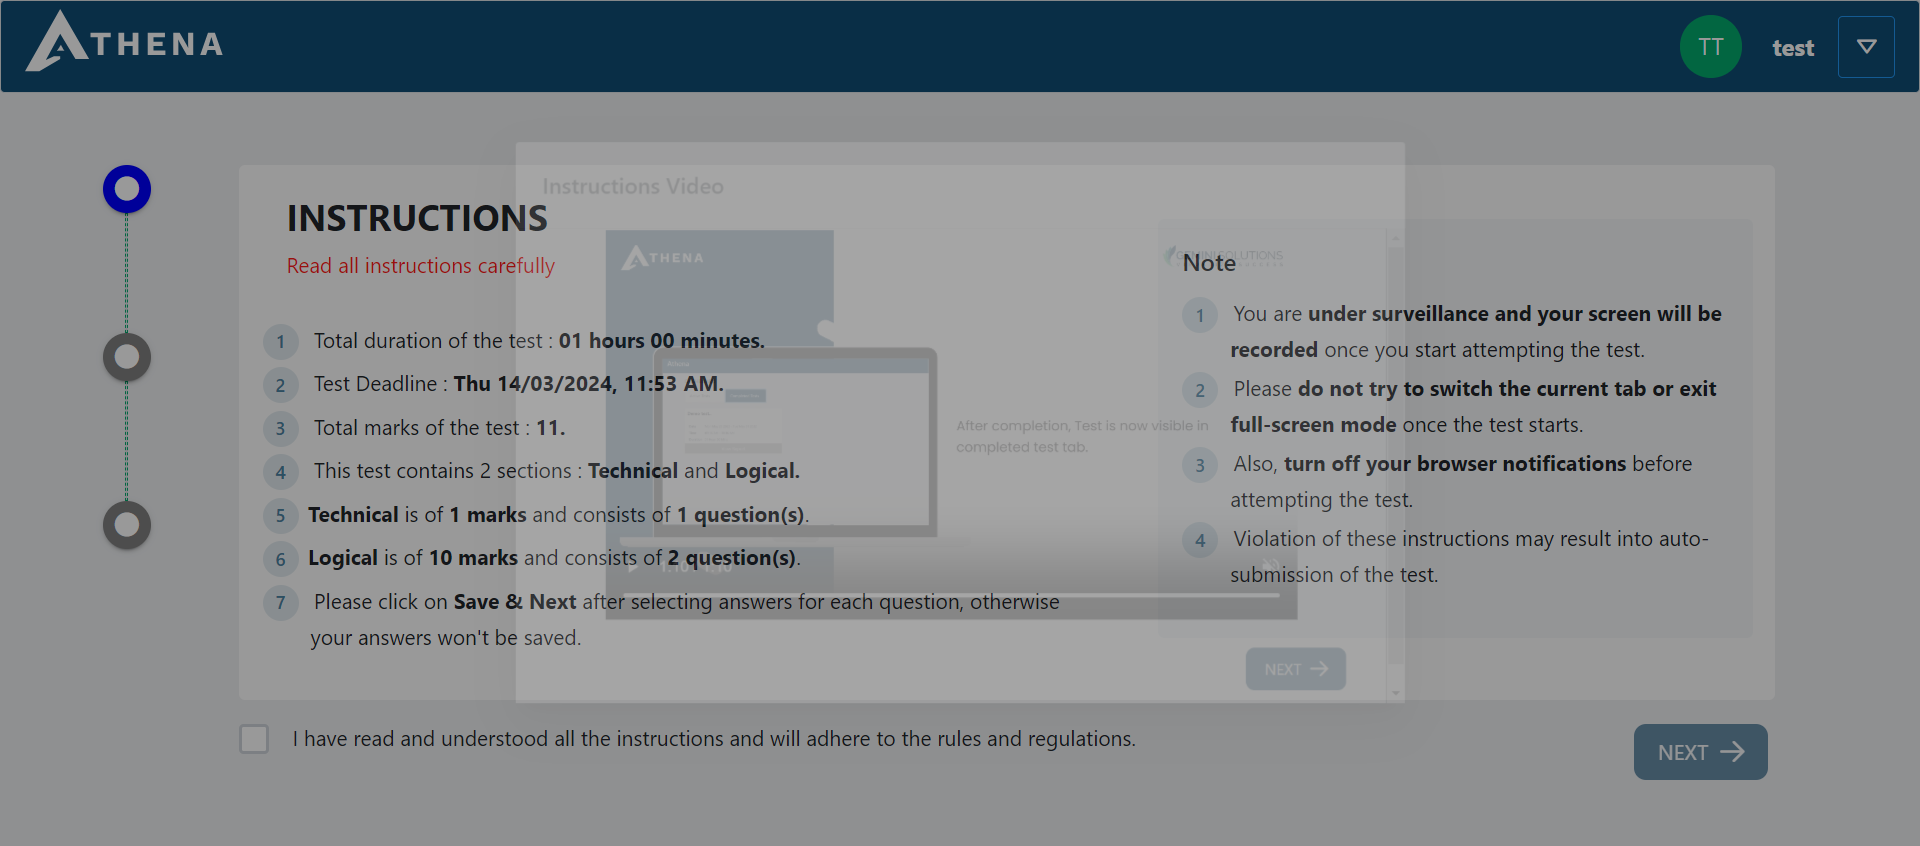 ATHENA
TT
test
Instructions Video
INSTRUCTIONS
Read all instructions carefully
1 Total duration of the test : 01 hours 00 minutes.
2 Test Deadline : Thu 14/03/2024, 11:53 AM.
3 Total marks of the test : 11.
4 This test contains 2 sections : Technical and Logical.
5 Technical is of 1 marks and consists of 1 question(s).
6 Logical is of 10 marks and consists of 2 question(s).
7 Please click on Save & Next after selecting answers for each question, otherwise
your answers won't be saved.
ATHENA
After completion, Test is now visible in
completed test tab.
GEMINI SOLUTIONS
Note
1 You are under surveillance and your screen will be
recorded once you start attempting the test.
2 Please do not try to switch the current tab or exit
full-screen mode once the test starts.
3 Also, turn off your browser notifications before
attempting the test.
4 Violation of these instructions may result into auto-
submission of the test.
NEXT
I have read and understood all the instructions and will adhere to the rules and regulations.
NEXT